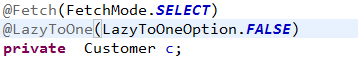 @Fetch(FetchMode.SELECT)
@LazyToOne(LazyToOneOption.FALSE)
private  Customer c;